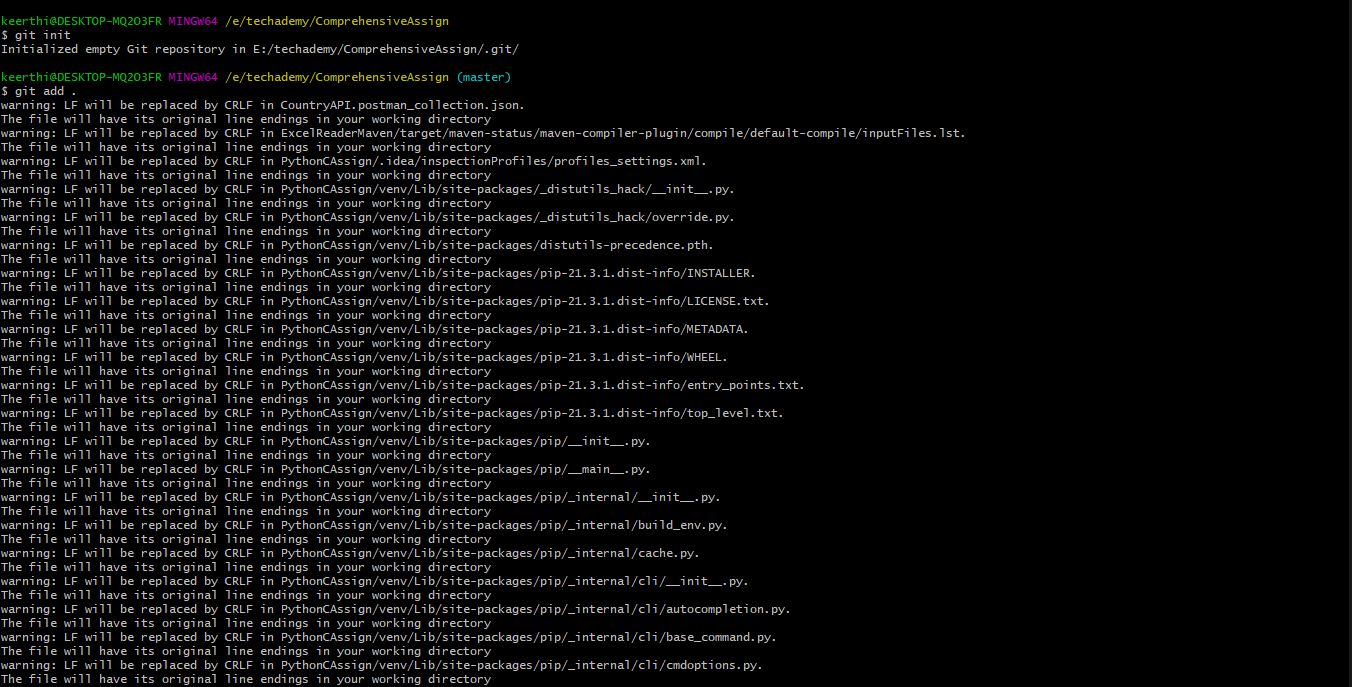 keerthi@DESKTOP-MQ2O3FR MINGW64 /e/techademy/ComprehensiveAssign
$ git init
Initialized empty Git repository in E:/techademy/ComprehensiveAssign/.git/
keerthi@DESKTOP-MQ2O3FR MINGW64 /e/techademy/ComprehensiveAssign (master)
$ git add .
warning: LF will be replaced by CRLF in CountryAPI.postman_collection.json.
The file will have its original line endings in your working directory
warning: LF will be replaced by CRLF in ExcelReaderMaven/target/maven-status/maven-compiler-plugin/compile/default-compile/inputFiles.lst.
The file will have its original line endings in your working directory
warning: LF will be replaced by CRLF in PythonCAssign/.idea/inspectionProfiles/profiles_settings.xml.
The file will have its original line endings in your working directory
warning: LF will be replaced by CRLF in PythonCAssign/venv/Lib/site-packages/_distutils_hack/__init__.py.
The file will have its original line endings in your working directory
warning: LF will be replaced by CRLF in PythonCAssign/venv/Lib/site-packages/_distutils_hack/override.py.
The file will have its original line endings in your working directory
warning: LF will be replaced by CRLF in PythonCAssign/venv/Lib/site-packages/distutils-precedence.pth.
The file will have its original line endings in your working directory
warning: LF will be replaced by CRLF in PythonCAssign/venv/Lib/site-packages/pip-21.3.1.dist-info/INSTALLER.
The file will have its original line endings in your working directory
warning: LF will be replaced by CRLF in PythonCAssign/venv/Lib/site-packages/pip-21.3.1.dist-info/LICENSE.txt.
The file will have its original line endings in your working directory
warning: LF will be replaced by CRLF in PythonCAssign/venv/Lib/site-packages/pip-21.3.1.dist-info/METADATA.
The file will have its original line endings in your working directory
warning: LF will be replaced by CRLF in PythonCAssign/venv/Lib/site-packages/pip-21.3.1.dist-info/WHEEL.
The file will have its original line endings in your working directory
warning: LF will be replaced by CRLF in PythonCAssign/venv/Lib/site-packages/pip-21.3.1.dist-info/entry_points.txt.
The file will have its original line endings in your working directory
warning: LF will be replaced by CRLF in PythonCAssign/venv/Lib/site-packages/pip-21.3.1.dist-info/top_level.txt.
The file will have its original line endings in your working directory
warning: LF will be replaced by CRLF in PythonCAssign/venv/Lib/site-packages/pip/__init__.py.
The file will have its original line endings in your working directory
warning: LF will be replaced by CRLF in PythonCAssign/venv/Lib/site-packages/pip/__main__.py.
The file will have its original line endings in your working directory
warning: LF will be replaced by CRLF in PythonCAssign/venv/Lib/site-packages/pip/_internal/__init__.py.
The file will have its original line endings in your working directory
warning: LF will be replaced by CRLF in PythonCAssign/venv/Lib/site-packages/pip/_internal/build_env.py.
The file will have its original line endings in your working directory
warning: LF will be replaced by CRLF in PythonCAssign/venv/Lib/site-packages/pip/_internal/cache.py.
The file will have its original line endings in your working directory
warning: LF will be replaced by CRLF in PythonCAssign/venv/Lib/site-packages/pip/_internal/cli/__init__.py.
The file will have its original line endings in your working directory
warning: LF will be replaced by CRLF in PythonCAssign/venv/Lib/site-packages/pip/_internal/cli/autocompletion.py.
The file will have its original line endings in your working directory
warning: LF will be replaced by CRLF in PythonCAssign/venv/Lib/site-packages/pip/_internal/cli/base_command.py.
The file will have its original line endings in your working directory
warning: LF will be replaced by CRLF in PythonCAssign/venv/Lib/site-packages/pip/_internal/cli/cmdoptions.py.
The file will have its original line endings in your working directory